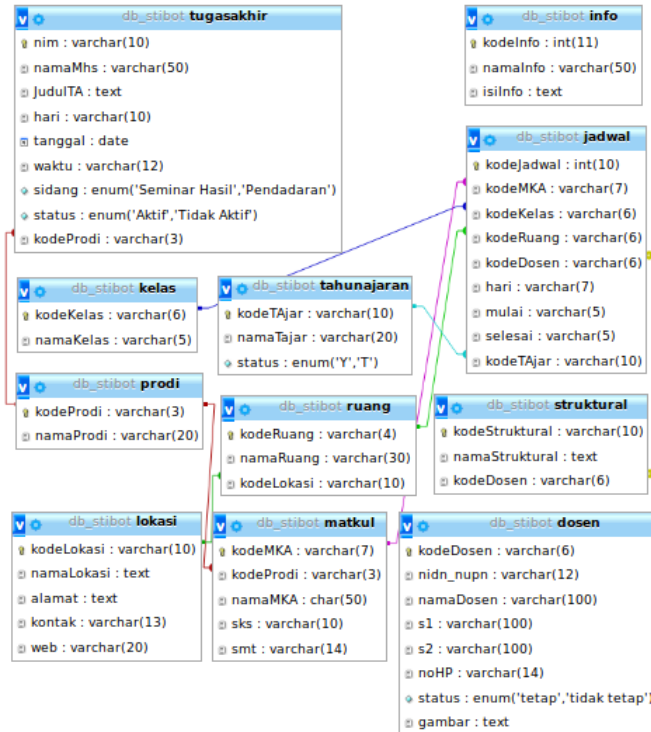 db_stibot tugasakhir
nim : varchar(10)
namaMhs : varchar(50)
JudulTA : text
hari : varchar(10)
tanggal : date
waktu : varchar(12)
sidang : enum('Seminar Hasil','Pendadaran')
status : enum('Aktif','Tidak Aktif')
kodeProdi : varchar(3)
db_stibot info
kodeInfo : int(11)
namaInfo : varchar(50)
isiInfo : text
db_stibot jadwal
kodeJadwal : int(10)
kodeMKA : varchar(7)
kodeKelas : varchar(6)
kodeRuang : varchar(6)
kodeDosen : varchar(6)
hari : varchar(7)
mulai : varchar(5)
selesai : varchar(5)
kodeTAjar : varchar(10)
db_stibot kelas
kodeKelas : varchar(6)
namaKelas : varchar(5)
db_stibot tahunajaran
kodeTAjar : varchar(10)
namaTajar : varchar(20)
status : enum('Y','T')
db_stibot prodi
kodeProdi : varchar(3)
namaProdi : varchar(20)
db_stibot ruang
kodeRuang : varchar(4)
namaRuang : varchar(30)
kodeLokasi : varchar(10)
db_stibot struktural
kodeStruktural : varchar(10)
namaStruktural : text
kodeDosen : varchar(6)
db_stibot lokasi
kodeLokasi : varchar(10)
namaLokasi : text
alamat : text
kontak : varchar(13)
web : varchar(20)
db_stibot matkul
kodeMKA : varchar(7)
kodeProdi : varchar(3)
namaMKA : char(50)
sks : varchar(10)
smt : varchar(14)
db_stibot dosen
kodeDosen : varchar(6)
nidn_nupn : varchar(12)
namaDosen : varchar(100)
s1 : varchar(100)
s2 : varchar(100)
noHP : varchar(14)
status : enum('tetap','tidak tetap')
gambar : text